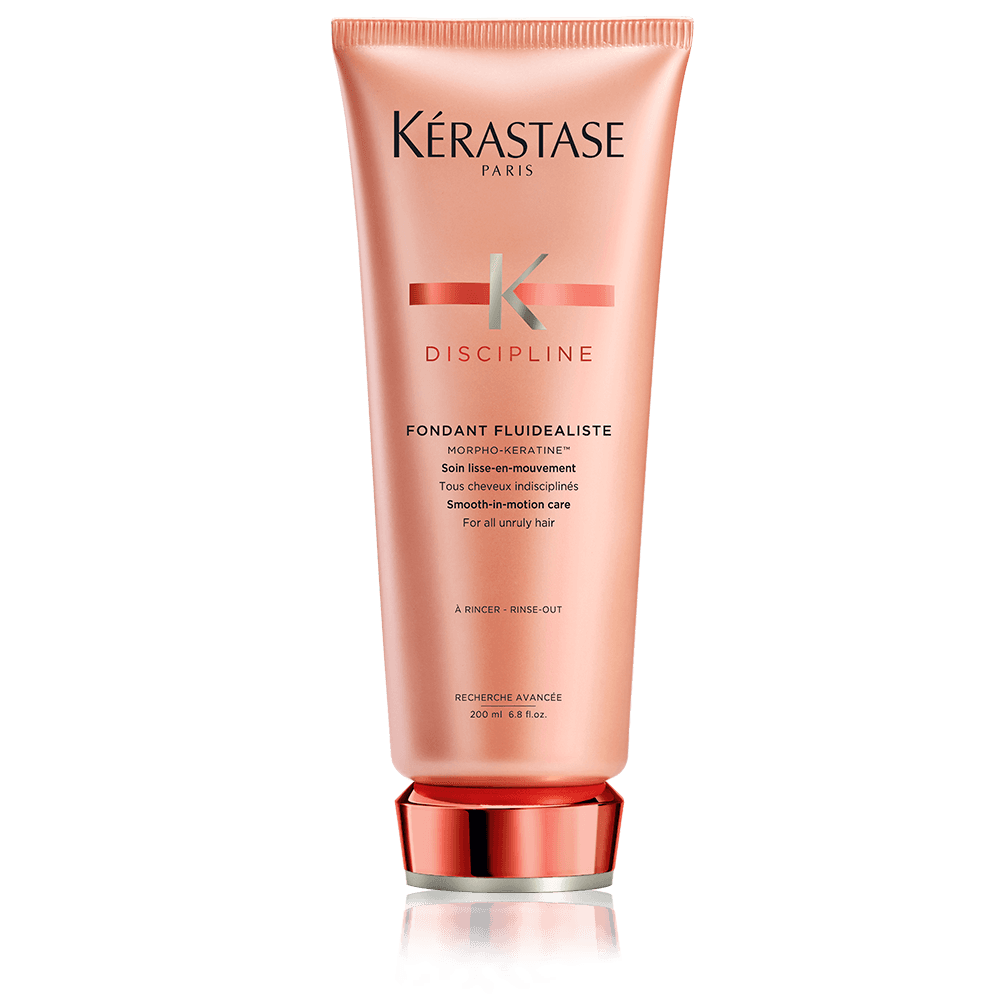 KÉRASTASE
PARIS
K
DISCIPLINE
FONDANT FLUIDEALISTE
MORPHO-KERATINE™
Soin lisse-en-mouvement
Tous cheveux indisciplinés
Smooth-in-motion care
For all unruly hair
À RINCER - RINSE-OUT
RECHERCHE AVANCÉE
200 ml 6.8 fl.oz.